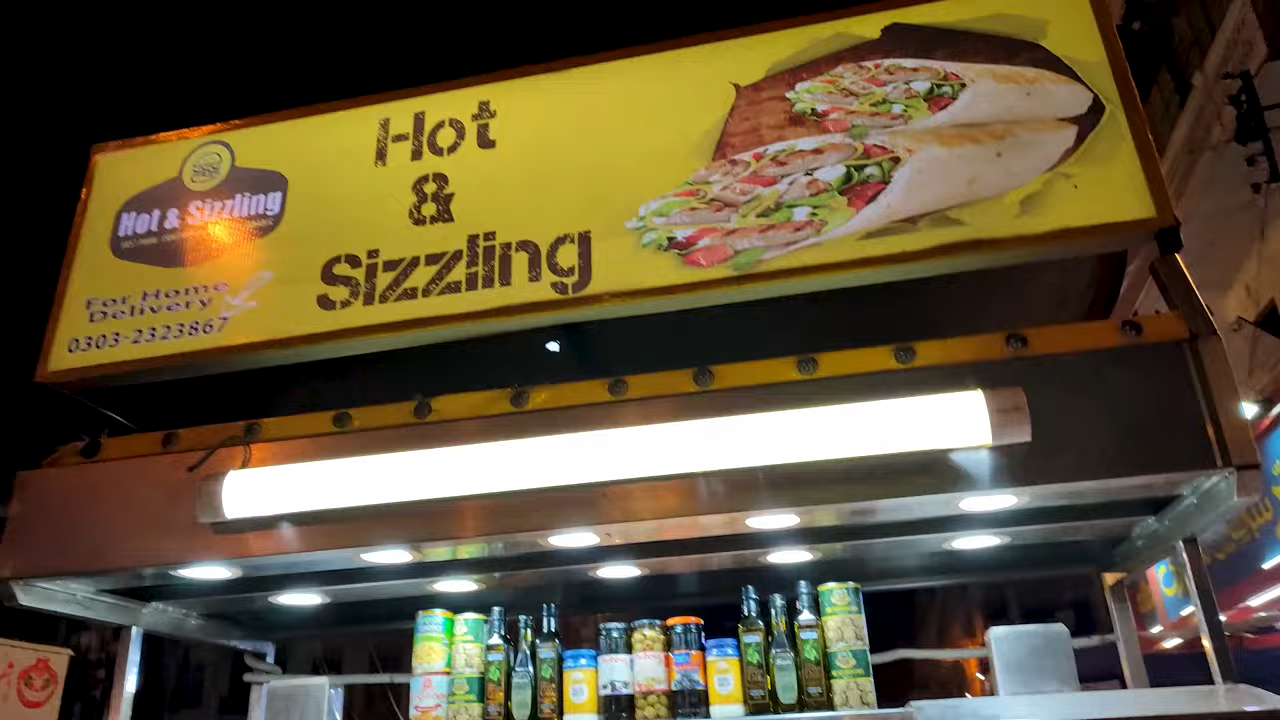 Hot & Sizzling
For Home
Delivery
0303-2323867
Hot
&
Sizzling